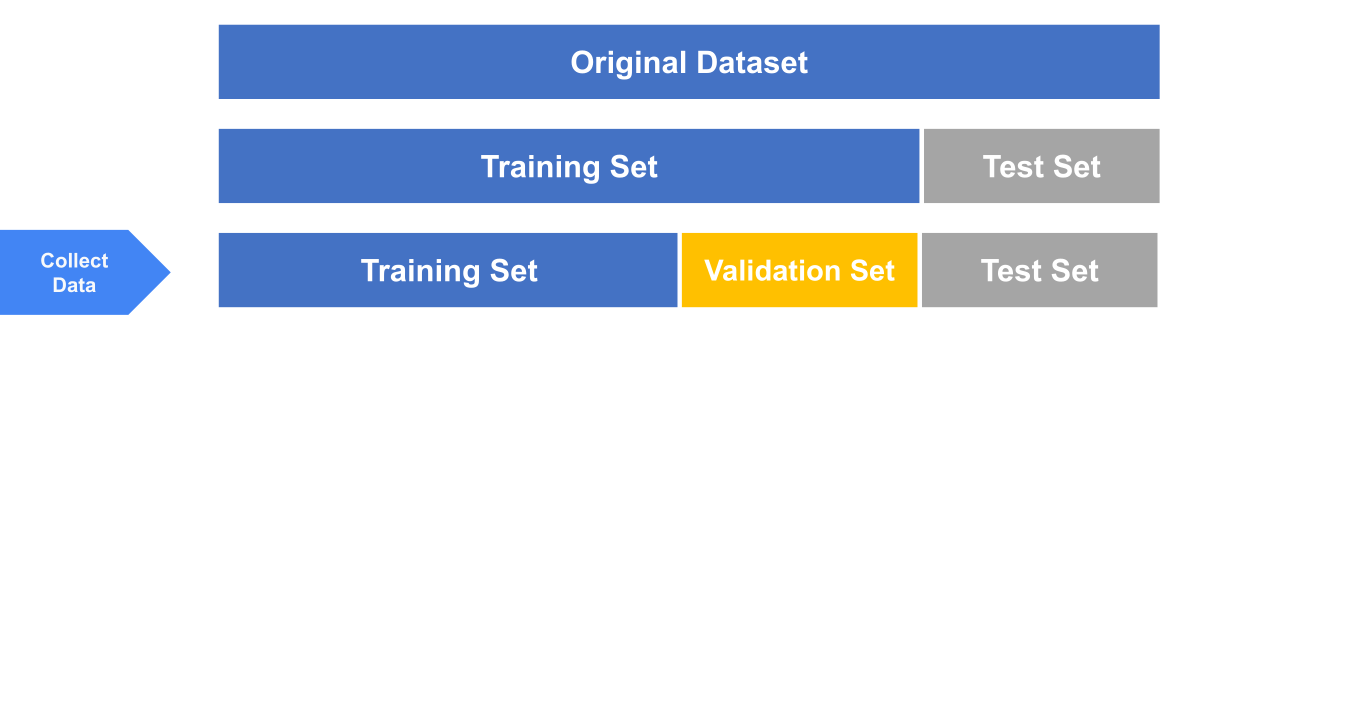 Original Dataset
Training Set
Test Set
Collect
Data
Training Set
Validation Set
Test Set